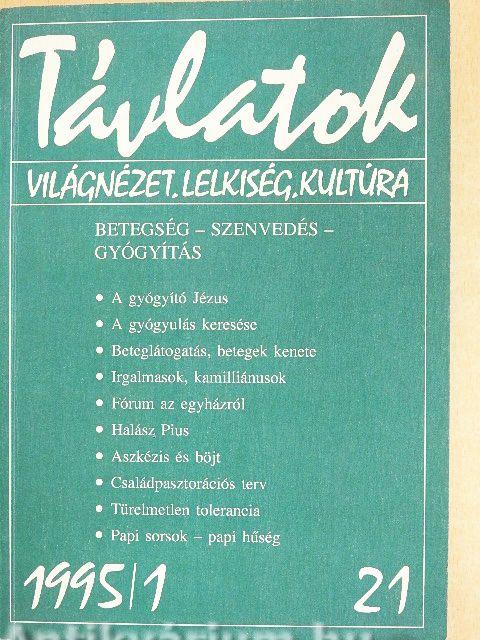 Távlatok
VILÁGNÉZET.LELKISÉG.KULTÚRA
BETEGSÉG – SZENVEDÉS –
GYÓGYÍTÁS
• A gyógyító Jézus
• A gyógyulás keresése
• Beteglátogatás, betegek kenete
• Irgalmasok, kamilliánusok
• Fórum az egyházról
• Halász Pius
• Aszkézis és böjt
• Családpasztorációs terv
• Türelmetlen tolerancia
• Papi sorsok – papi hűség
1995/1 21